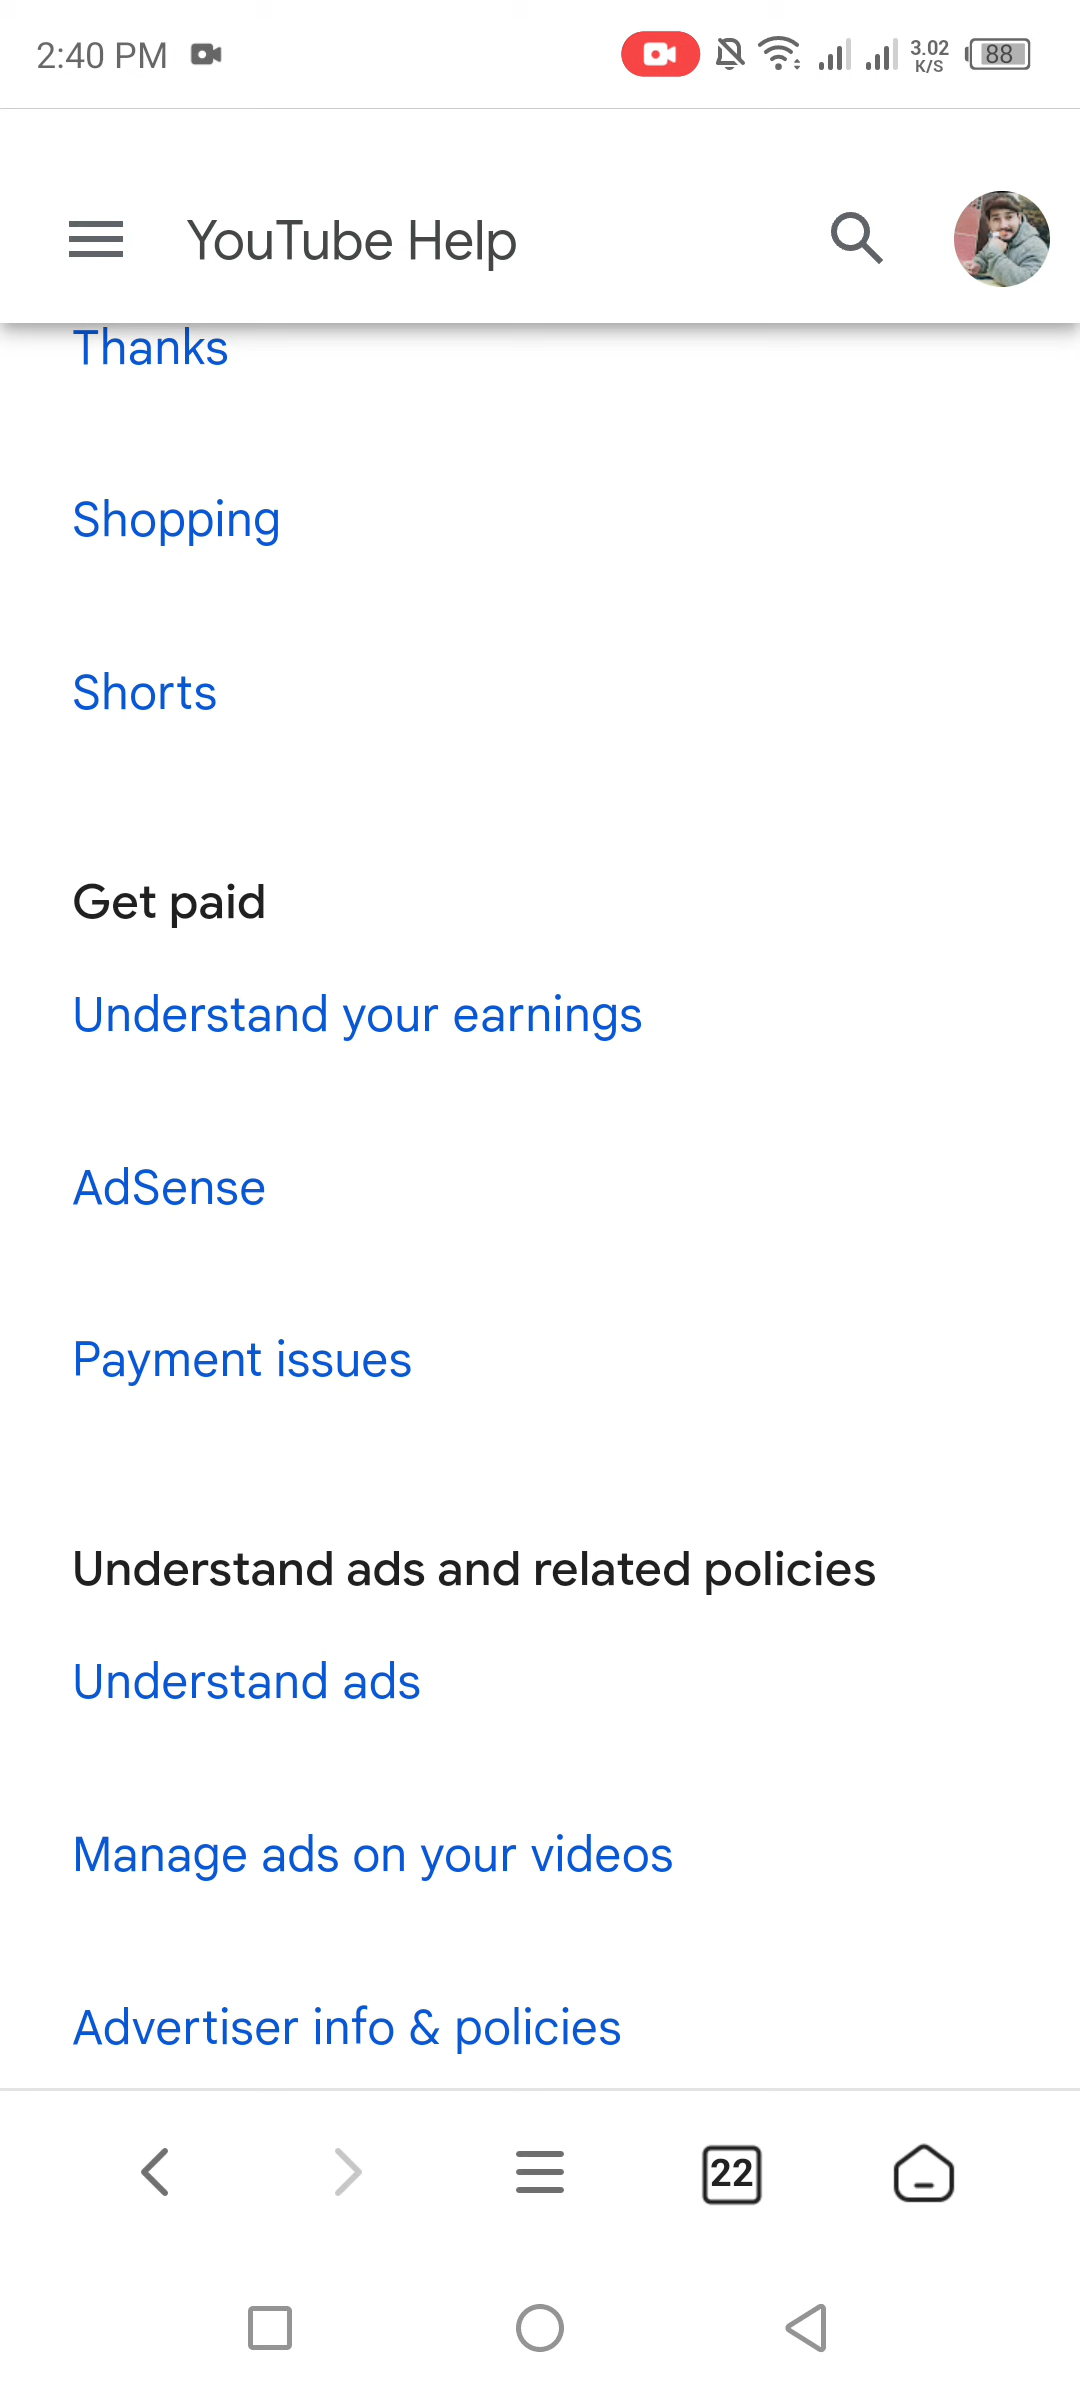 2:40 PM
3.02
K/S
88
YouTube Help
Thanks
Shopping
Shorts
Get paid
Understand your earnings
AdSense
Payment issues
Understand ads and related policies
Understand ads
Manage ads on your videos
Advertiser info & policies
22